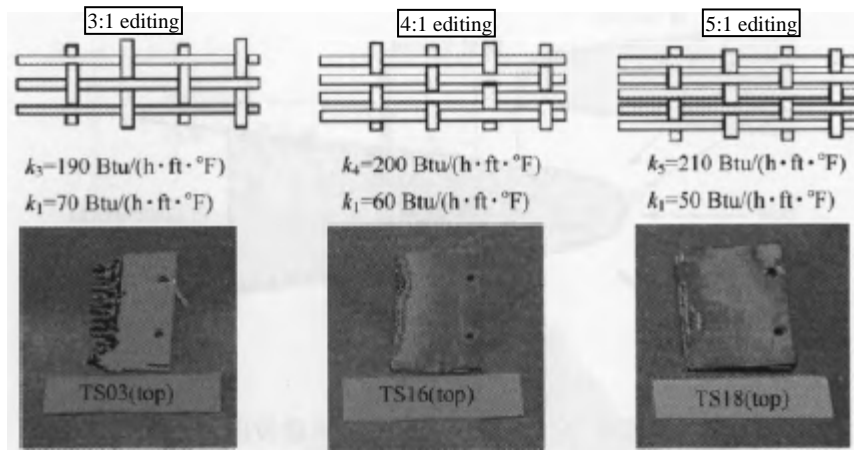 3:1 editing
4:1 editing
5:1 editing
k₃=190 Btu/(h·ft·°F)
k₁=70 Btu/(h·ft·°F)
k₄=200 Btu/(h·ft·°F)
k₁=60 Btu/(h·ft·°F)
k₅=210 Btu/(h·ft·°F)
k₁=50 Btu/(h·ft·°F)
TS03(top)
TS16(top)
TS18(top)